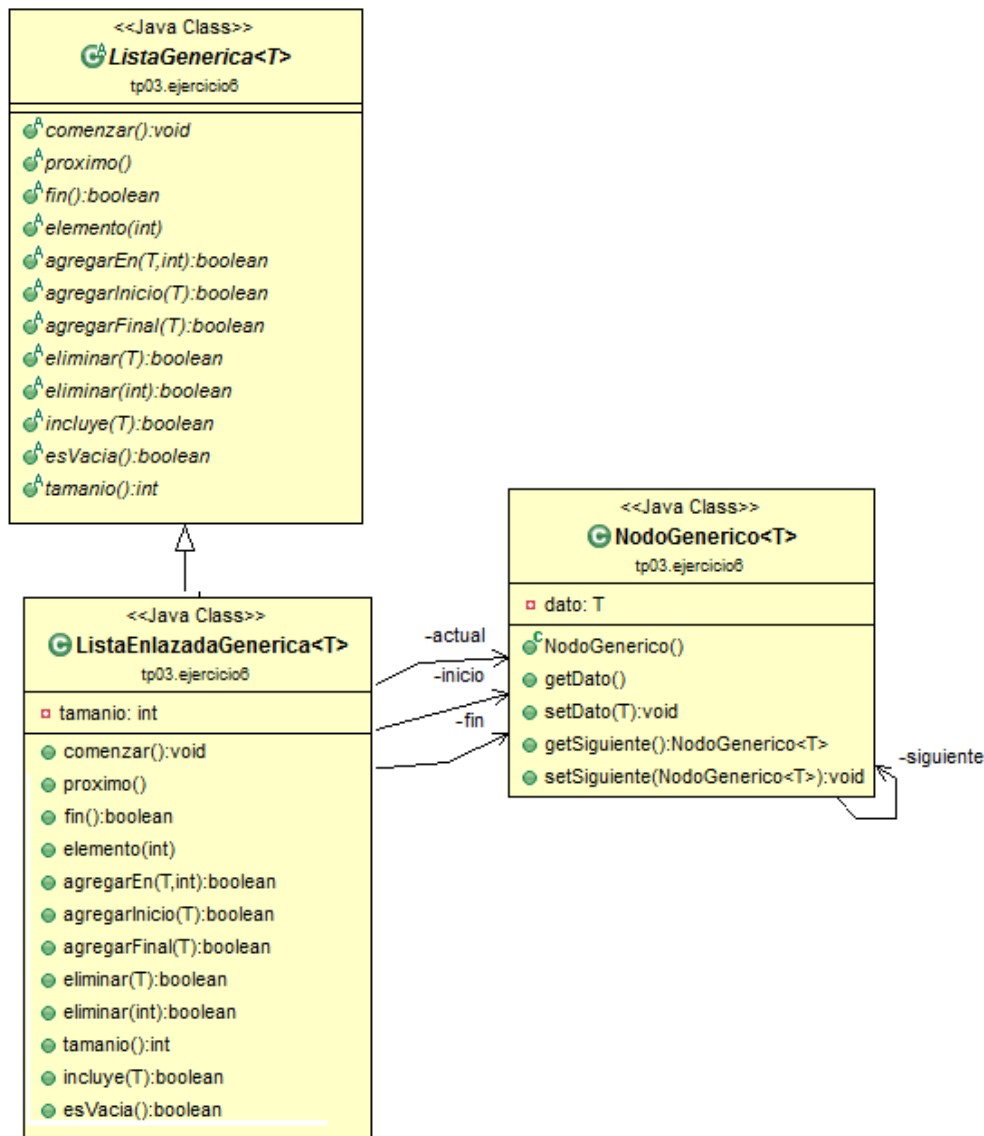 <<Java Class>>
ListaGenerica<T>
tp03.ejercicio6
comenzar():void
proximo()
fin():boolean
elemento(int)
agregarEn(T,int):boolean
agregarInicio(T):boolean
agregarFinal(T):boolean
eliminar(T):boolean
eliminar(int):boolean
incluye(T):boolean
esVacia():boolean
tamanio():int
<<Java Class>>
ListaEnlazadaGenerica<T>
tp03.ejercicio6
tamanio: int
comenzar():void
proximo()
fin():boolean
elemento(int)
agregarEn(T,int):boolean
agregarInicio(T):boolean
agregarFinal(T):boolean
eliminar(T):boolean
eliminar(int):boolean
tamanio():int
incluye(T):boolean
esVacia():boolean
-actual
-inicio
-fin
<<Java Class>>
NodoGenerico<T>
tp03.ejercicio6
dato: T
NodoGenerico()
getDato()
setDato(T):void
getSiguiente():NodoGenerico<T>
setSiguiente(NodoGenerico<T>):void
-siguiente